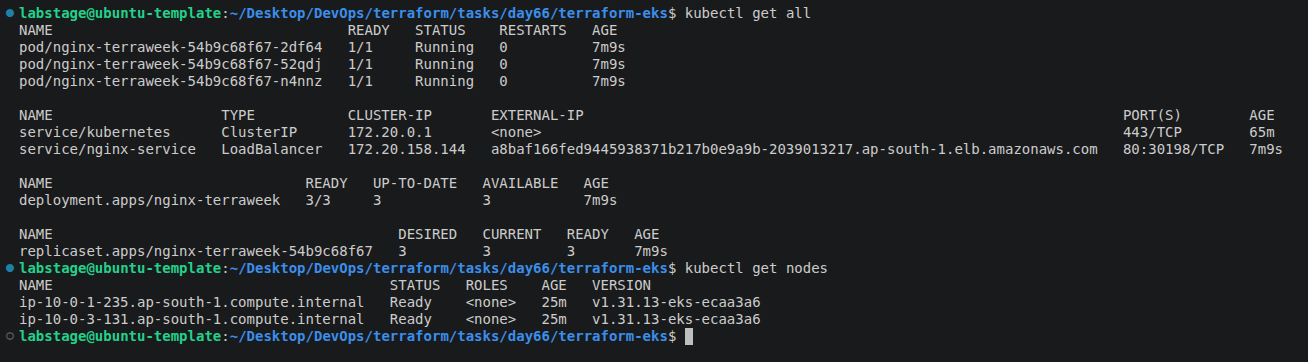 labstage@ubuntu-template:~/Desktop/DevOps/terraform/tasks/day66/terraform-eks$ kubectl get all
NAME READY STATUS RESTARTS AGE
pod/nginx-terraweek-54b9c68f67-2df64 1/1 Running 0 7m9s
pod/nginx-terraweek-54b9c68f67-52qdj 1/1 Running 0 7m9s
pod/nginx-terraweek-54b9c68f67-n4nnz 1/1 Running 0 7m9s
NAME TYPE CLUSTER-IP EXTERNAL-IP PORT(S) AGE
service/kubernetes ClusterIP 172.20.0.1 <none> 443/TCP 65m
service/nginx-service LoadBalancer 172.20.158.144 a8baf166fed9445938371b217b0e9a9b-2039013217.ap-south-1.elb.amazonaws.com 80:30198/TCP 7m9s
NAME READY UP-TO-DATE AVAILABLE AGE
deployment.apps/nginx-terraweek 3/3 3 3 7m9s
NAME DESIRED CURRENT READY AGE
replicaset.apps/nginx-terraweek-54b9c68f67 3 3 3 7m9s
labstage@ubuntu-template:~/Desktop/DevOps/terraform/tasks/day66/terraform-eks$ kubectl get nodes
NAME STATUS ROLES AGE VERSION
ip-10-0-1-235.ap-south-1.compute.internal Ready <none> 25m v1.31.13-eks-ecaa3a6
ip-10-0-3-131.ap-south-1.compute.internal Ready <none> 25m v1.31.13-eks-ecaa3a6
labstage@ubuntu-template:~/Desktop/DevOps/terraform/tasks/day66/terraform-eks$